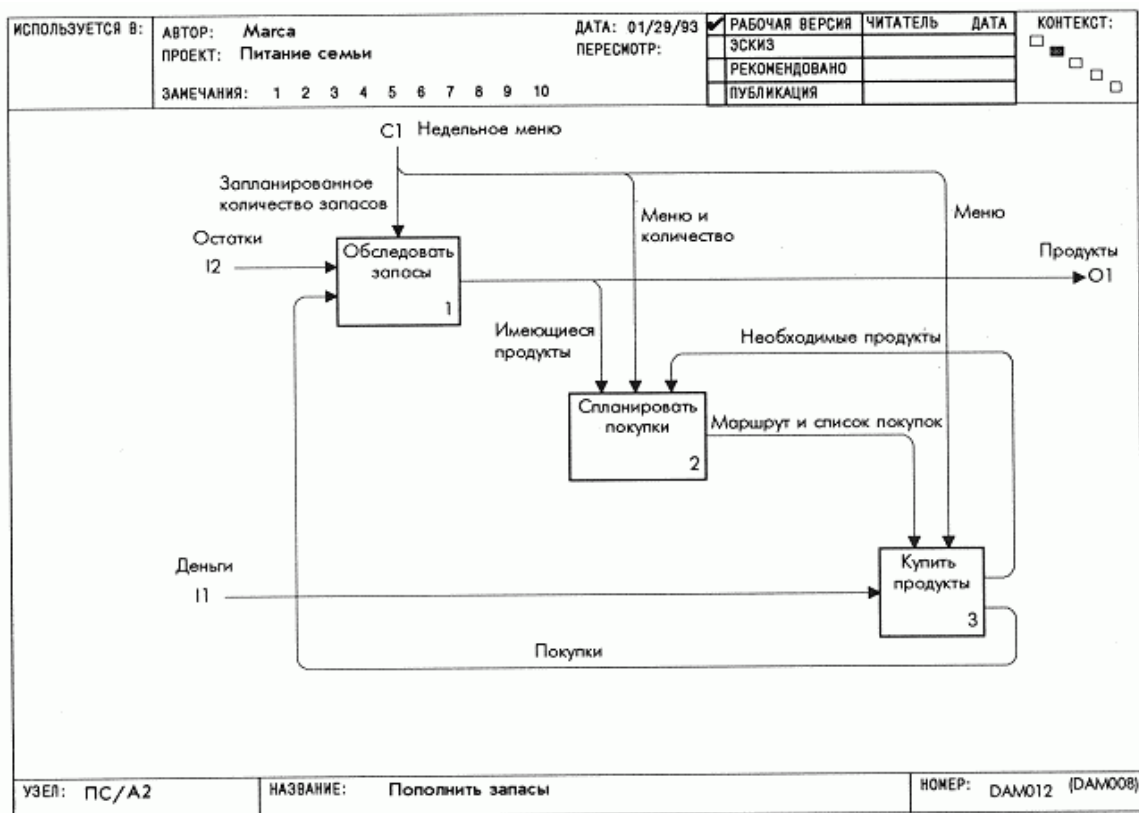 ИСПОЛЬЗУЕТСЯ В:
АВТОР: Marca
ДАТА: 01/29/93
ПРОЕКТ: Питание семьи
ПЕРЕСМОТР:
ЗАМЕЧАНИЯ: 1 2 3 4 5 6 7 8 9 10
РАБОЧАЯ ВЕРСИЯ
ЭСКИЗ
РЕКОМЕНДОВАНО
ПУБЛИКАЦИЯ
ЧИТАТЕЛЬ ДАТА
КОНТЕКСТ:
C1 Недельное меню
Запланированное
количество запасов
Меню и
количество
Меню
Остатки
I2
Обследовать
запасы
1
Продукты
O1
Имеющиеся
продукты
Необходимые продукты
Спланировать
покупки
2
Маршрут и список покупок
Деньги
I1
Купить
продукты
3
Покупки
УЗЕЛ: ПС/A2
НАЗВАНИЕ: Пополнить запасы
НОМЕР: DAM012 (DAM008)